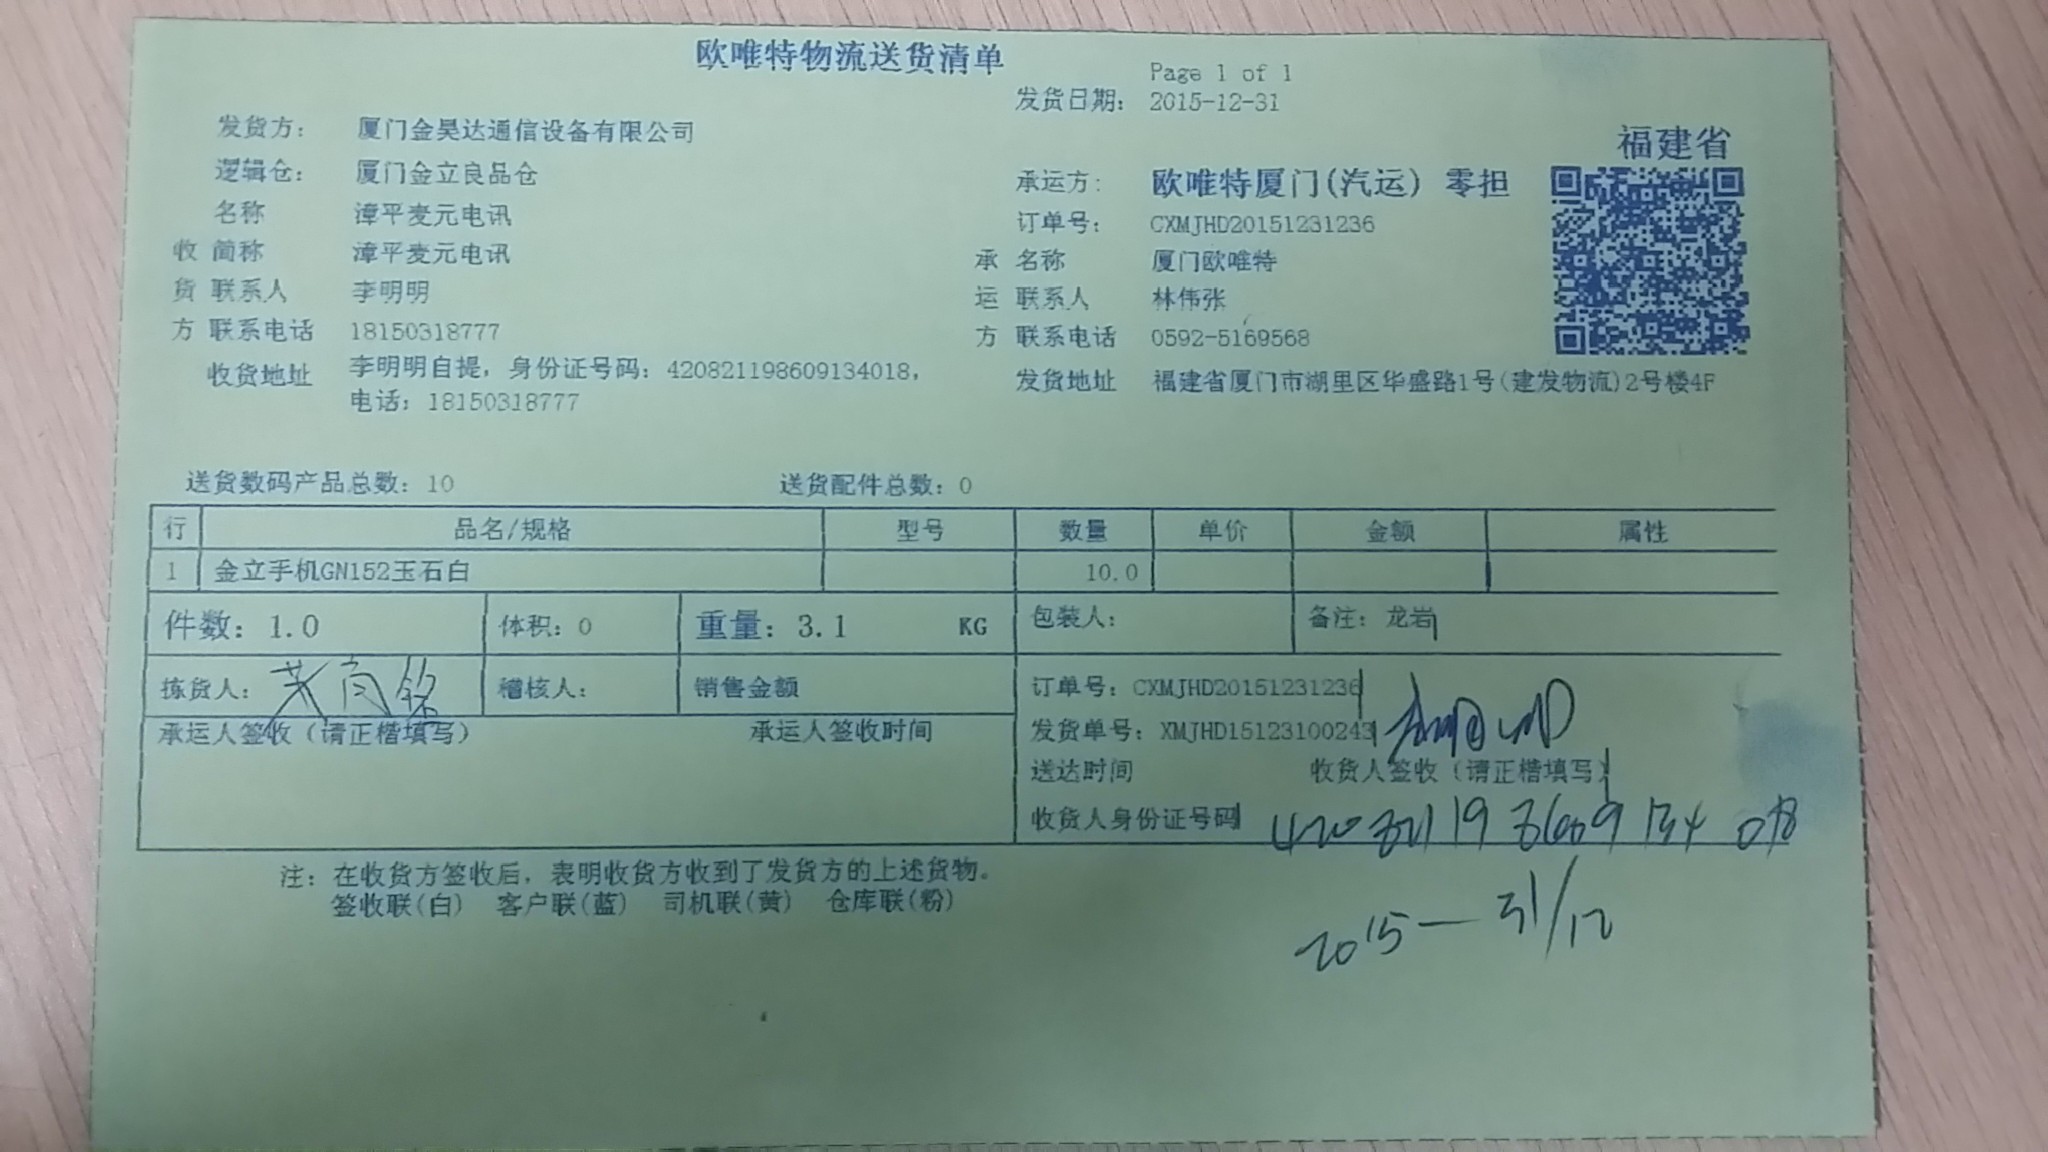 欧唯特物流送货清单
Page 1 of 1
发货日期： 2015-12-31
发货方： 厦门金昊达通信设备有限公司
福建省
逻辑仓： 厦门金立良品仓
承运方： 欧唯特厦门(汽运) 零担
名称 漳平麦元电讯
订单号： CXMJHD20151231236
收 简称 漳平麦元电讯
承 名称 厦门欧唯特
货 联系人 李明明
运 联系人 林伟张
方 联系电话 18150318777
方 联系电话 0592-5169568
收货地址 李明明自提，身份证号码：420821198609134018，
电话：18150318777
发货地址 福建省厦门市湖里区华盛路1号(建发物流)2号楼4F
送货数码产品总数：10 送货配件总数：0
行 品名/规格 型号 数量 单价 金额 属性
1 金立手机GN152玉石白 10.0
件数：1.0 体积：0 重量：3.1 KG 包装人： 备注：龙岩
拣货人： 稽核人： 销售金额
订单号：CXMJHD20151231236
承运人签收（请正楷填写） 承运人签收时间
发货单号：XMJHD15123100243 李明明
送达时间 收货人签收（请正楷填写）
收货人身份证号码 420821198609134018
注：在收货方签收后，表明收货方收到了发货方的上述货物。
签收联(白) 客户联(蓝) 司机联(黄) 仓库联(粉)
2015-31/12